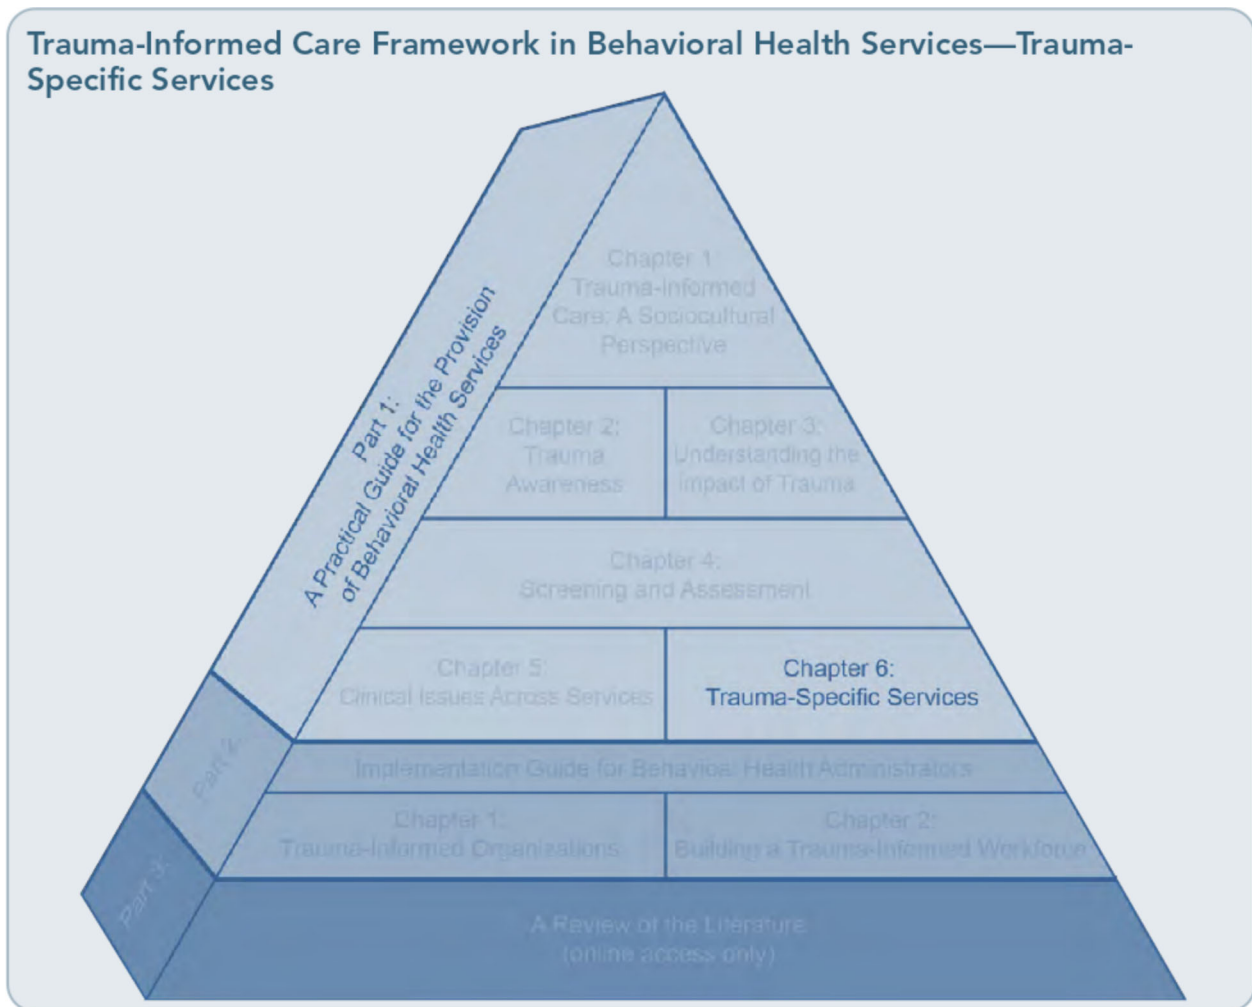 Trauma-Informed Care Framework in Behavioral Health Services—Trauma-
Specific Services
Part 1:
A Practical Guide for the Provision
of Behavioral Health Services
Chapter 1
Trauma-Informed
Care: A Sociocultural
Perspective
Chapter 2:
Trauma
Awareness
Chapter 3:
Understanding the
Impact of Trauma
Chapter 4:
Screening and Assessment
Chapter 5:
Clinical Issues Across Services
Chapter 6:
Trauma-Specific Services
Part 2:
Implementation Guide for Behavioral Health Administrators
Chapter 1:
Trauma-Informed Organizations
Chapter 2:
Building a Trauma-Informed Workforce
Part 3:
A Review of the Literature
(online access only)